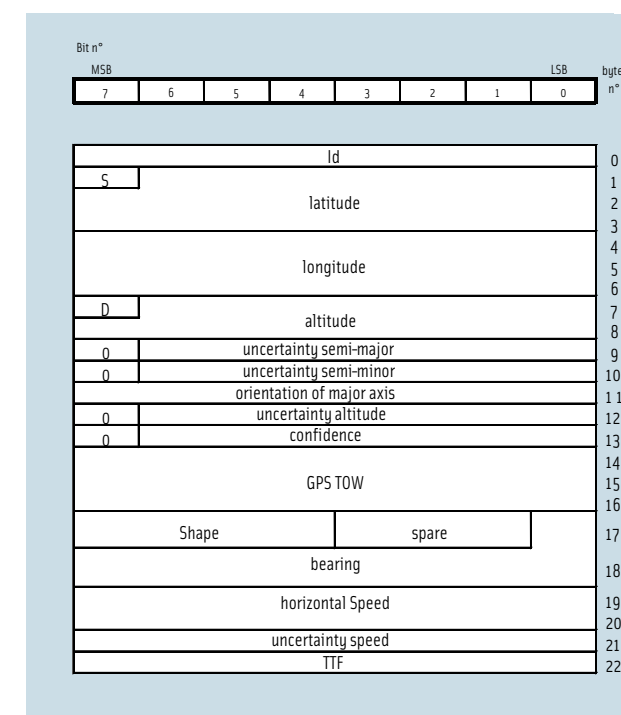 Bit n°
MSB LSB byte
7 6 5 4 3 2 1 0 n°
Id 0
S 1
latitude 2
3
4
longitude 5
6
D 7
altitude 8
0 uncertainty semi-major 9
0 uncertainty semi-minor 10
orientation of major axis 11
0 uncertainty altitude 12
0 confidence 13
14
GPS TOW 15
16
Shape spare 17
bearing 18
horizontal Speed 19
20
uncertainty speed 21
TTF 22